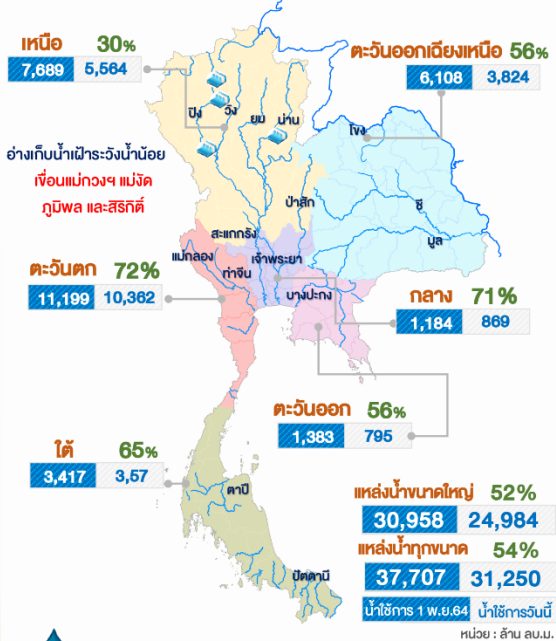 เหนือ 30%
7,689 5,564
ตะวันออกเฉียงเหนือ 56%
6,108 3,824
ปิง
วัง
ยม
น่าน
โขง
อ่างเก็บน้ำเฝ้าระวังน้ำน้อย
เขื่อนแม่กวงฯ แม่งัด
ภูมิพล และสิริกิติ์
ป่าสัก
ชี
มูล
สะแกกรัง
แม่กลอง
ท่าจีน
เจ้าพระยา
บางปะกง
ตะวันตก 72%
11,199 10,362
กลาง 71%
1,184 869
ตะวันออก 56%
1,383 795
ใต้ 65%
3,417 3,57
ตาปี
ปัตตานี
แหล่งน้ำขนาดใหญ่ 52%
30,958 24,984
แหล่งน้ำทุกขนาด 54%
37,707 31,250
น้ำใช้การ 1 พ.ย.64 น้ำใช้การวันนี้
หน่วย : ล้าน ลบ.ม.